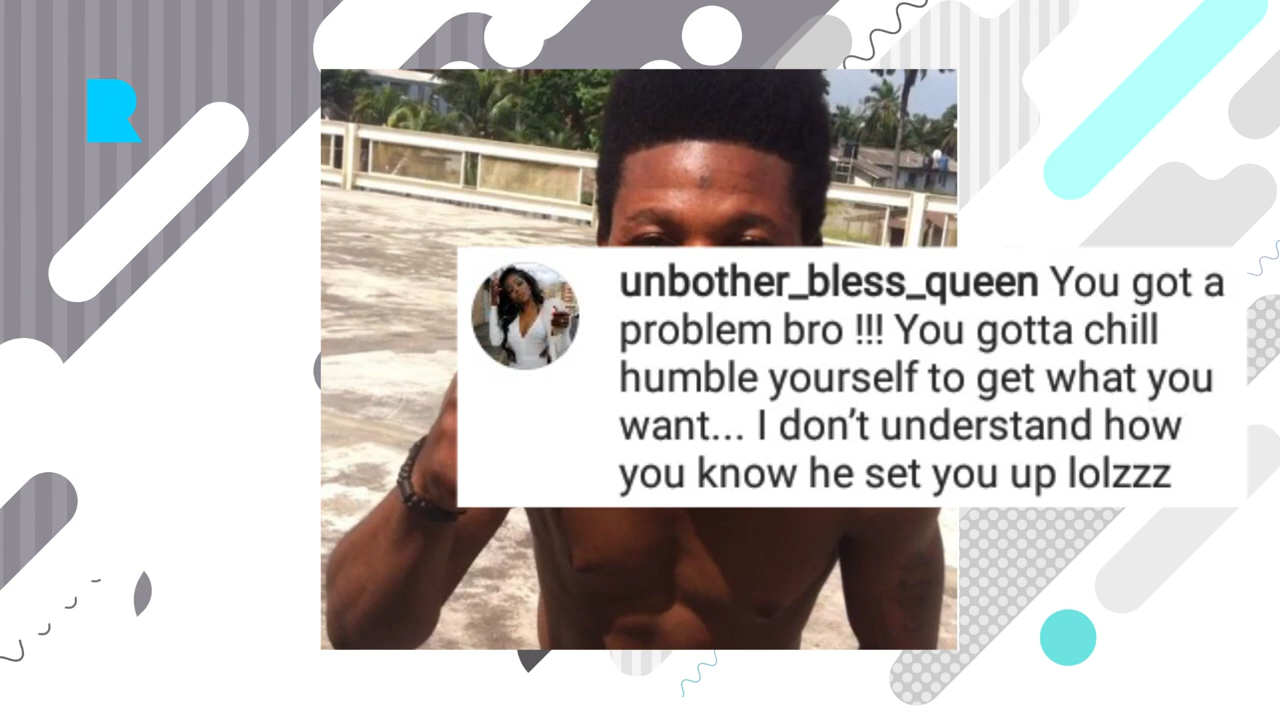 R
unbother_bless_queen You got a
problem bro !!! You gotta chill
humble yourself to get what you
want... I don’t understand how
you know he set you up lolzzz